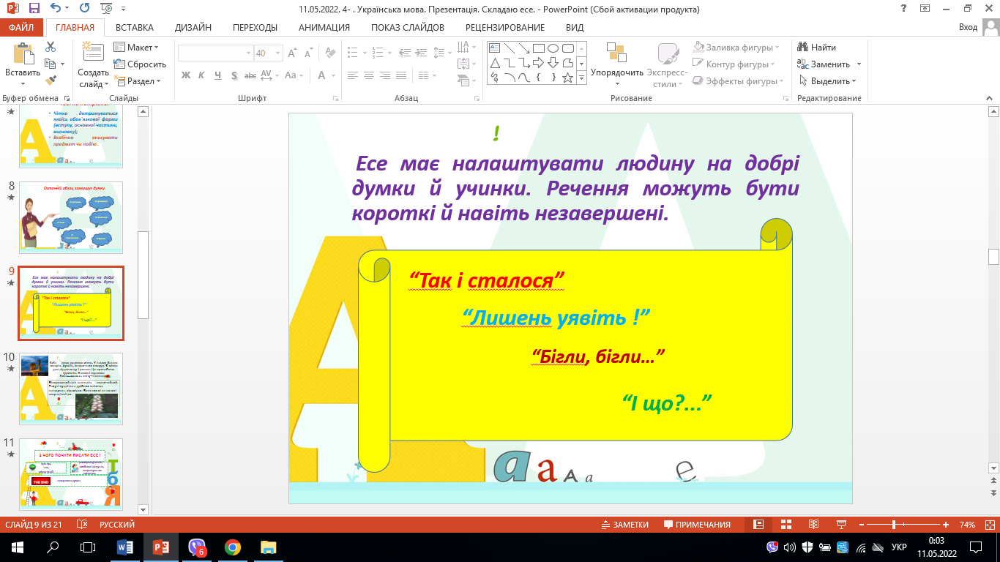 11.05.2022. 4- . Українська мова. Презентація. Складаю есе. - PowerPoint (Сбой активации продукта)
ФАЙЛ ГЛАВНАЯ ВСТАВКА ДИЗАЙН ПЕРЕХОДЫ АНИМАЦИЯ ПОКАЗ СЛАЙДОВ РЕЦЕНЗИРОВАНИЕ ВИД Вход
Вставить
Буфер обмена
Создать слайд
Макет
Сбросить
Раздел
Слайды
40
Ж К Ч S abc AV Aa A
Шрифт
Абзац
Упорядочить
Экспресс-стили
Заливка фигуры
Контур фигуры
Эффекты фигуры
Рисование
Найти
Заменить
Выделить
Редактирование
Чітко дотримуватися
якоїсь обов'язкової форми
(вступу, основної частини,
висновку);
Всебічно описувати
предмет чи подію.
8
Останній абзац завершує думку.
9
Есе має налаштувати людину на добрі
думки й учинки. Речення можуть бути
короткі й навіть незавершені.
“Так і сталося”
“Лишень уявіть !”
“Бігли, бігли...”
“І що?...”
10
11
З ЧОГО ПОЧАТИ ПИСАТИ ЕСЕ?
THE END
!
Есе має налаштувати людину на добрі
думки й учинки. Речення можуть бути
короткі й навіть незавершені.
“Так і сталося”
“Лишень уявіть !”
“Бігли, бігли...”
“І що?...”
а а А а е
СЛАЙД 9 ИЗ 21 РУССКИЙ ЗАМЕТКИ ПРИМЕЧАНИЯ 74%
6
УКР
0:03
11.05.2022